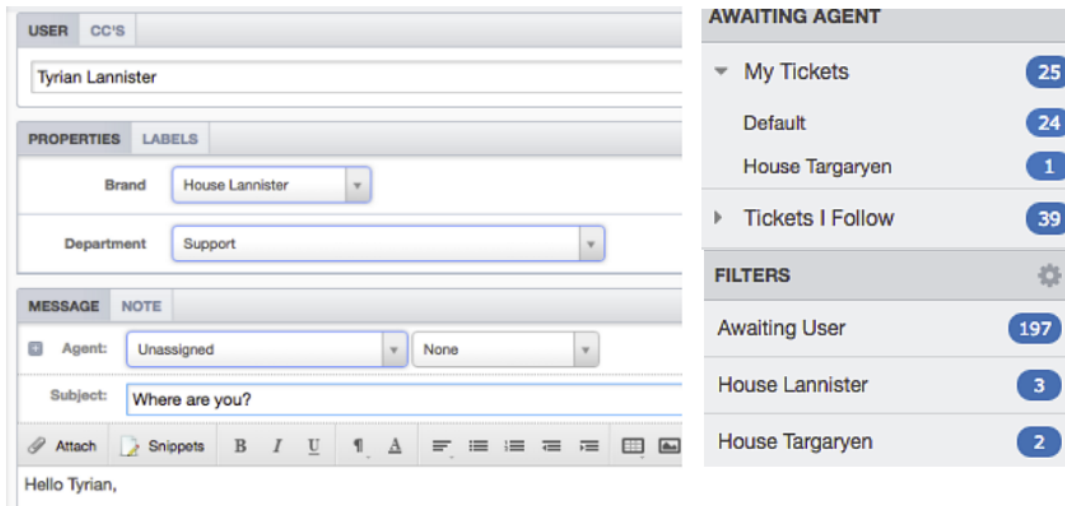 USER CC'S
Tyrian Lannister
PROPERTIES LABELS
Brand House Lannister
Department Support
MESSAGE NOTE
Agent: Unassigned None
Subject: Where are you?
Attach Snippets B I U ¶ A
Hello Tyrian,
AWAITING AGENT
My Tickets 25
Default 24
House Targaryen 1
Tickets I Follow 39
FILTERS
Awaiting User 197
House Lannister 3
House Targaryen 2